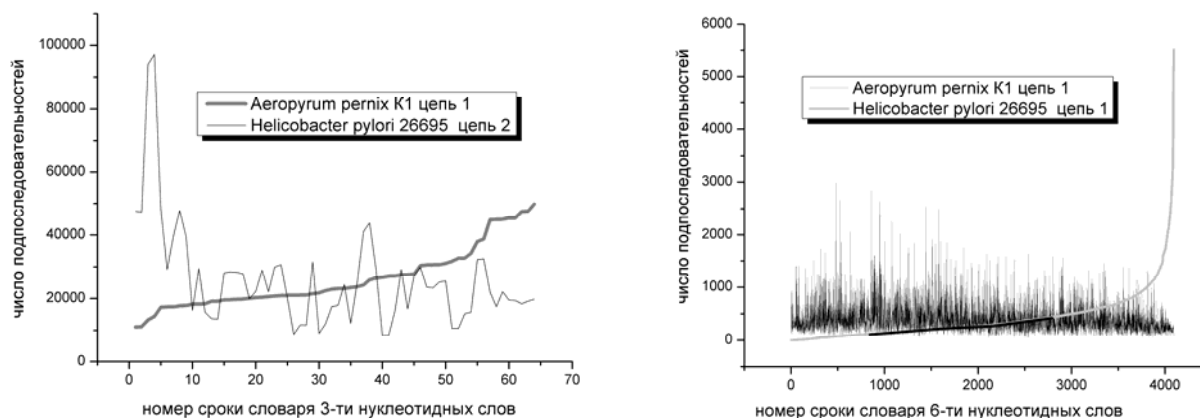 число подпоследовательностей
100000
80000
60000
40000
20000
0
Aeropyrum pernix К1 цепь 1
Helicobacter pylori 26695 цепь 2
0 10 20 30 40 50 60 70
номер сроки словаря 3-ти нуклеотидных слов
число подпоследовательностей
6000
5000
4000
3000
2000
1000
0
Aeropyrum pernix К1 цепь 1
Helicobacter pylori 26695 цепь 1
0 1000 2000 3000 4000
номер сроки словаря 6-ти нуклеотидных слов